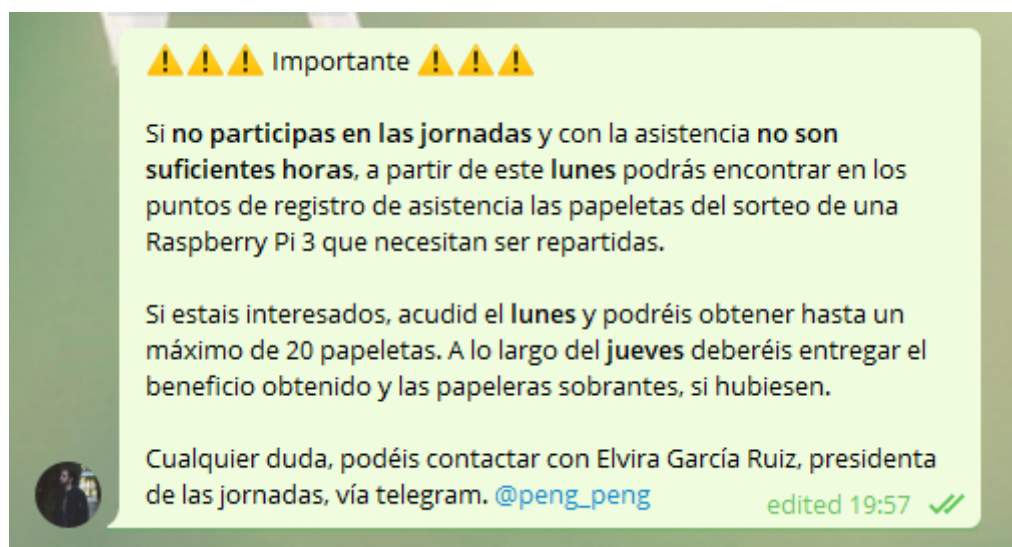 ⚠️⚠️⚠️ Importante ⚠️⚠️⚠️
Si no participas en las jornadas y con la asistencia no son
suficientes horas, a partir de este lunes podrás encontrar en los
puntos de registro de asistencia las papeletas del sorteo de una
Raspberry Pi 3 que necesitan ser repartidas.
Si estais interesados, acudid el lunes y podréis obtener hasta un
máximo de 20 papeletas. A lo largo del jueves deberéis entregar el
beneficio obtenido y las papeleras sobrantes, si hubiesen.
Cualquier duda, podéis contactar con Elvira García Ruiz, presidenta
de las jornadas, vía telegram. @peng_peng
edited 19:57